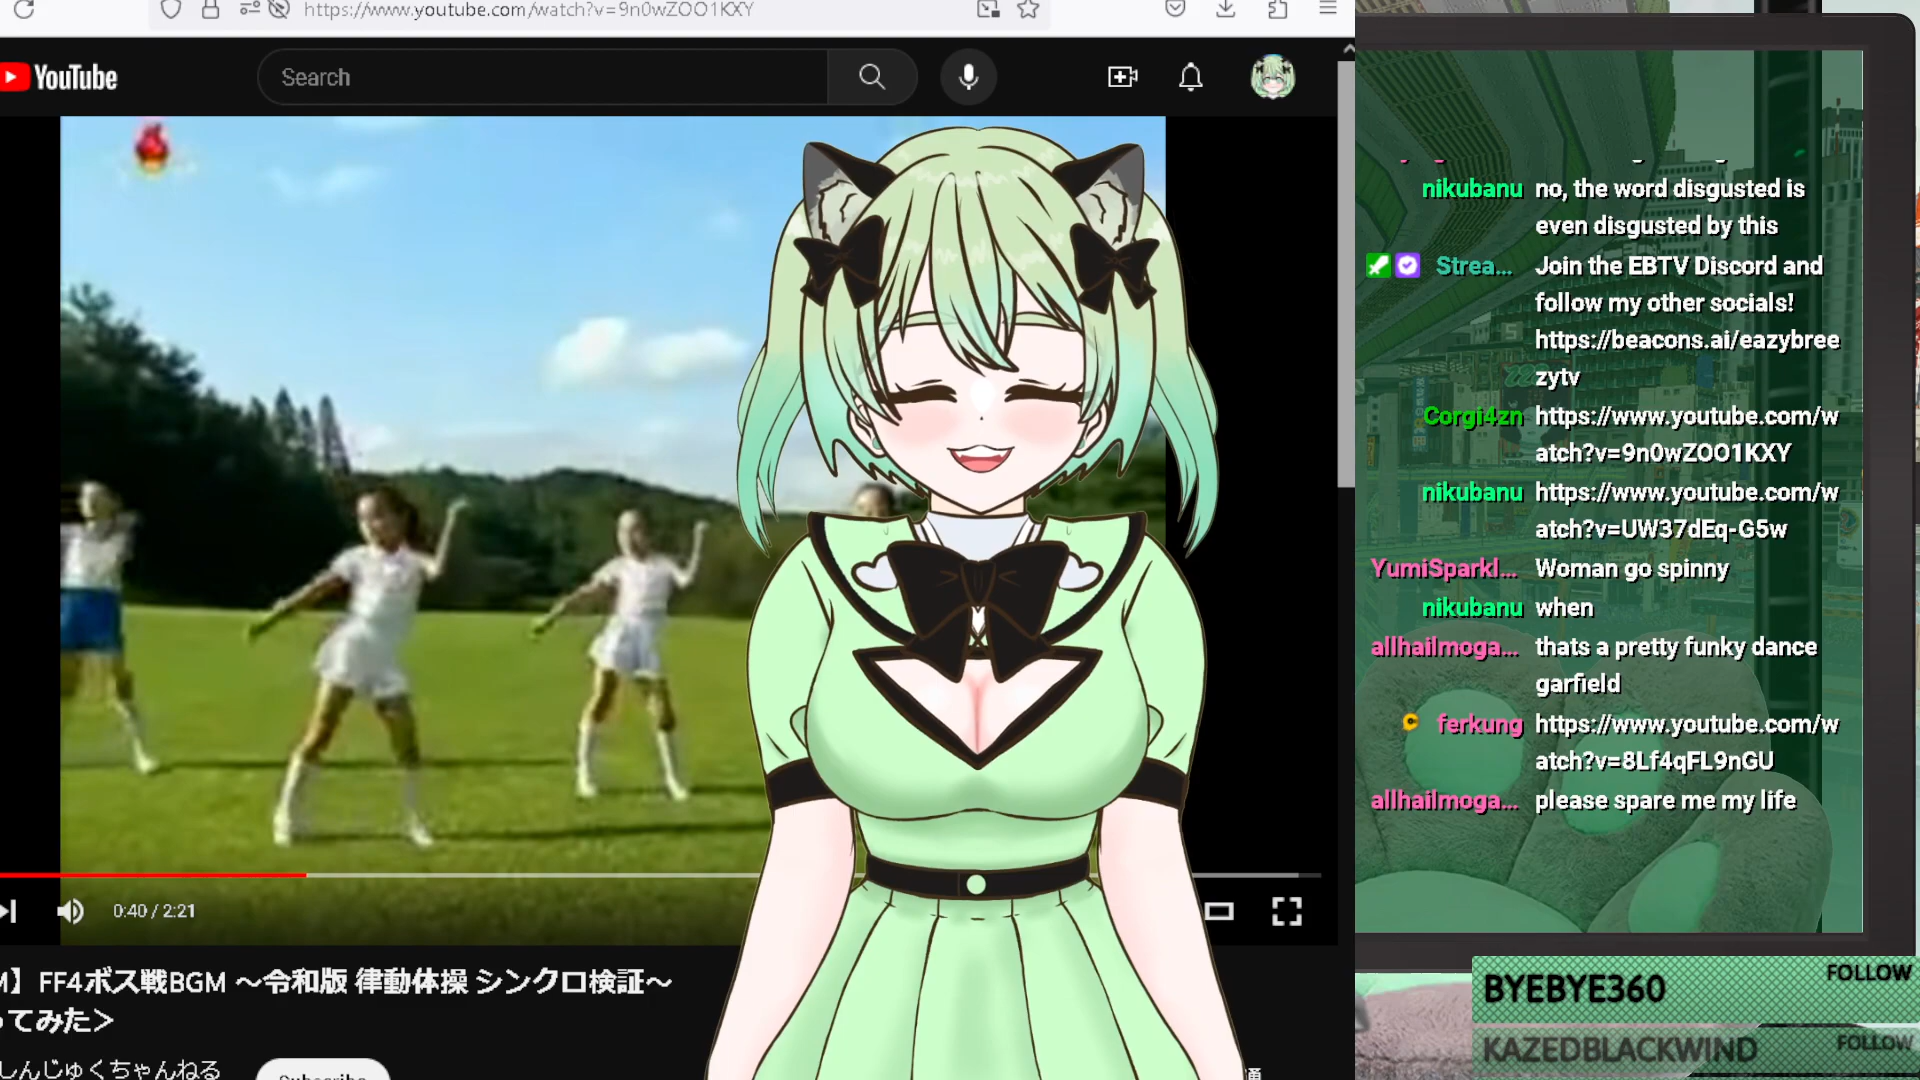 https://www.youtube.com/watch?v=9n0wZOO1KXY
YouTube
Search
0:40 / 2:21
】FF4ボス戦BGM ～令和版 律動体操 シンクロ検証～
ってみた＞
しんじゅくちゃんねる
Subscribe
nikubanu no, the word disgusted is
even disgusted by this
Strea... Join the EBTV Discord and
follow my other socials!
https://beacons.ai/eazybree
zytv
Corgi4zn https://www.youtube.com/w
atch?v=9n0wZOO1KXY
nikubanu https://www.youtube.com/w
atch?v=UW37dEq-G5w
YumiSparkl... Woman go spinny
nikubanu when
allhailmoga... thats a pretty funky dance
garfield
ferkung https://www.youtube.com/w
atch?v=8Lf4qFL9nGU
allhailmoga... please spare me my life
BYEBYE360 FOLLOW
KAZEDBLACKWIND FOLLOW